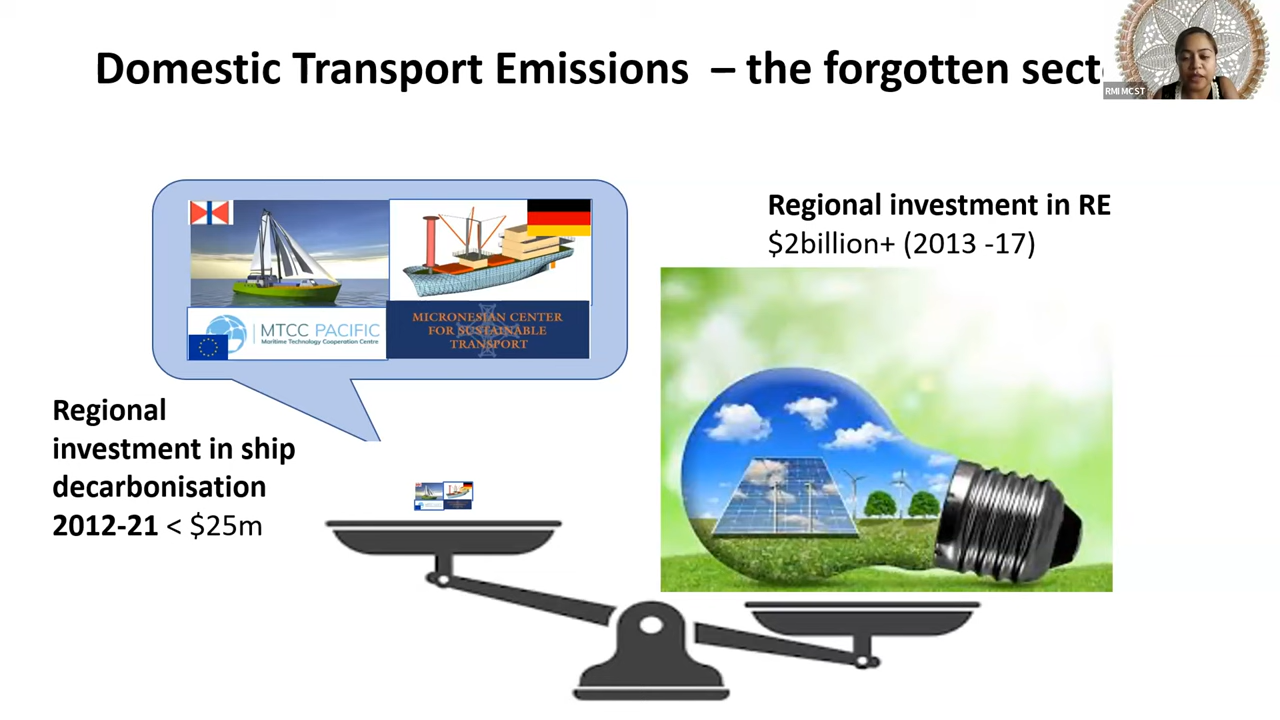 Domestic Transport Emissions – the forgotten sect
RMI MCST
Regional investment in RE
$2billion+ (2013 -17)
MTCC PACIFIC
Maritime Technology Cooperation Centre
MICRONESIAN CENTER
FOR SUSTAINABLE
TRANSPORT
Regional
investment in ship
decarbonisation
2012-21 < $25m